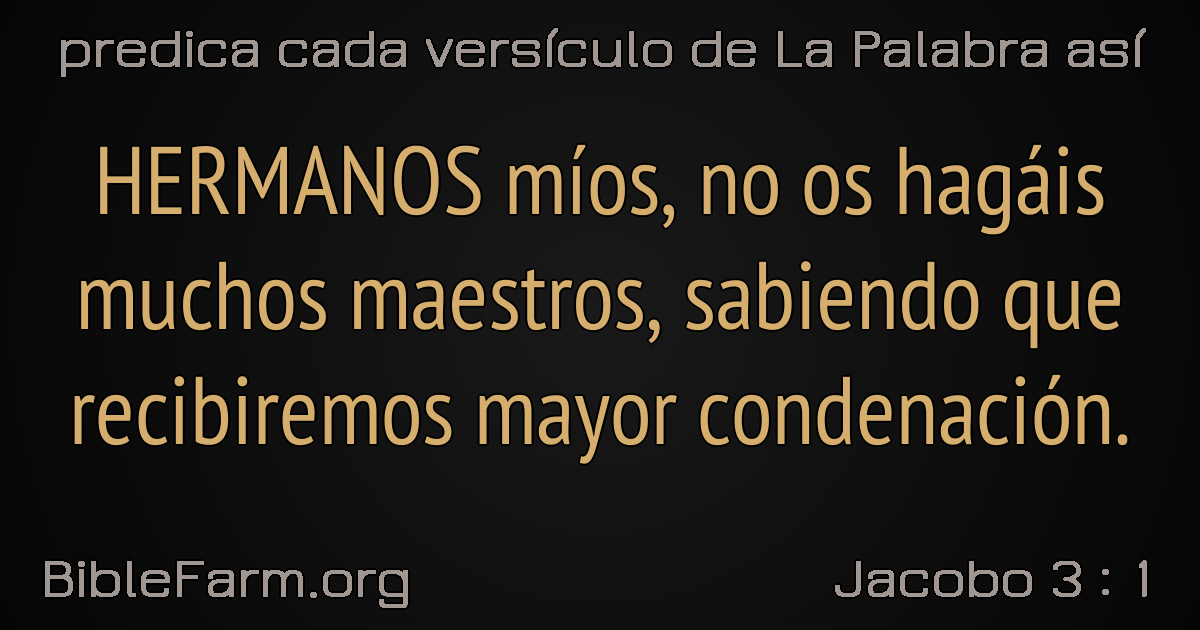 predica cada versículo de La Palabra así
HERMANOS míos, no os hagáis
muchos maestros, sabiendo que
recibiremos mayor condenación.
BibleFarm.org
Jacobo 3 : 1